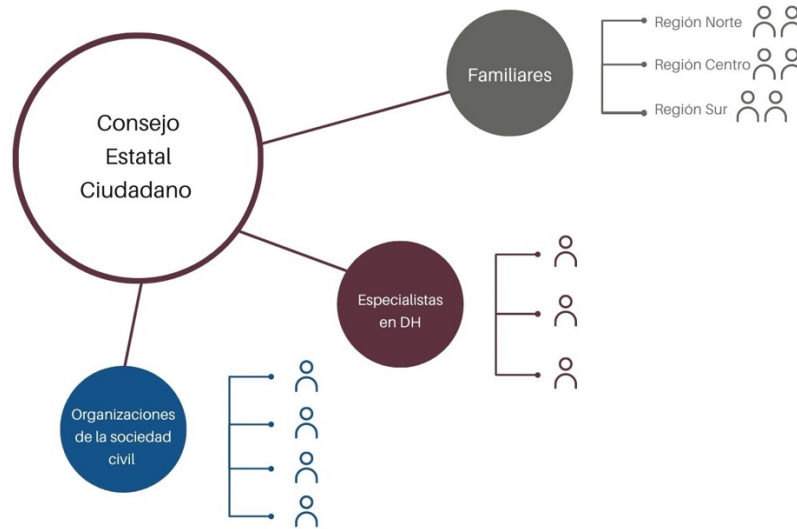 Consejo
Estatal
Ciudadano
Familiares
Región Norte
Región Centro
Región Sur
Especialistas
en DH
Organizaciones
de la sociedad
civil